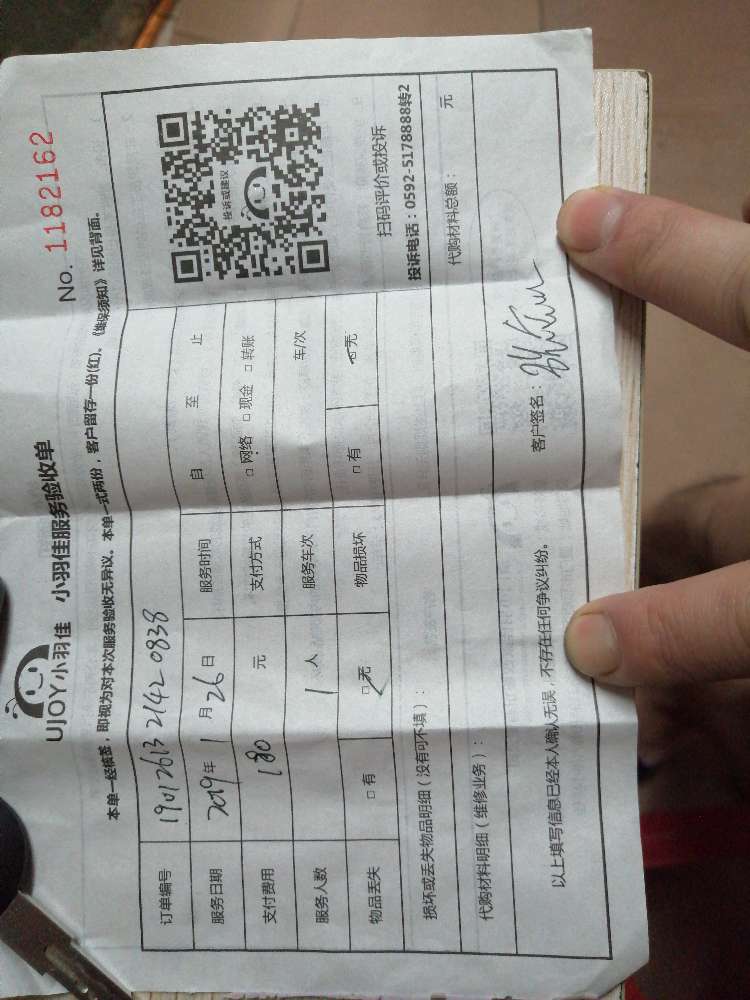 UJOY小羽佳 小羽佳服务验收单
No. 1182162
本单一经横签，即视为对本次服务验收无异议。本单一式两份，客户留存一份(红)、《维保须知》详见背面。
订单编号 190126132142 0838
服务日期 2019年 1 月 26 日 服务时间 自 至 止
支付费用 180 元 支付方式 □ 网络 □ 现金 □ 转账
服务人数 1 人 服务车次 车/次
物品丢失 □ 有 □ 无 物品损坏 □ 有 □ 无
投诉或建议
扫码评价或投诉
投诉电话：0592-5178888转2
损坏或丢失物品明细（没有可不填）：
代购材料明细（维修业务）： 代购材料总额： 元
客户签名：
以上填写信息已经本人确认无误，不存在任何争议纠纷。